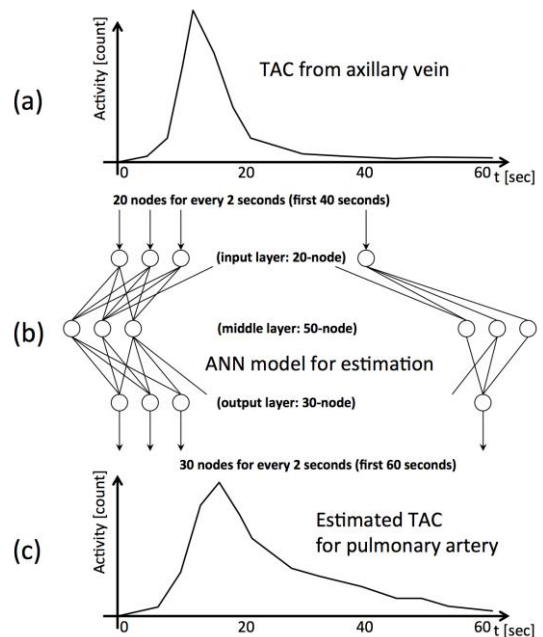 (a)
Activity [count]
TAC from axillary vein
0 20 40 60
t [sec]
20 nodes for every 2 seconds (first 40 seconds)
(input layer: 20-node)
(b)
(middle layer: 50-node)
ANN model for estimation
(output layer: 30-node)
30 nodes for every 2 seconds (first 60 seconds)
(c)
Activity [count]
Estimated TAC
for pulmonary artery
0 20 40 60
t [sec]